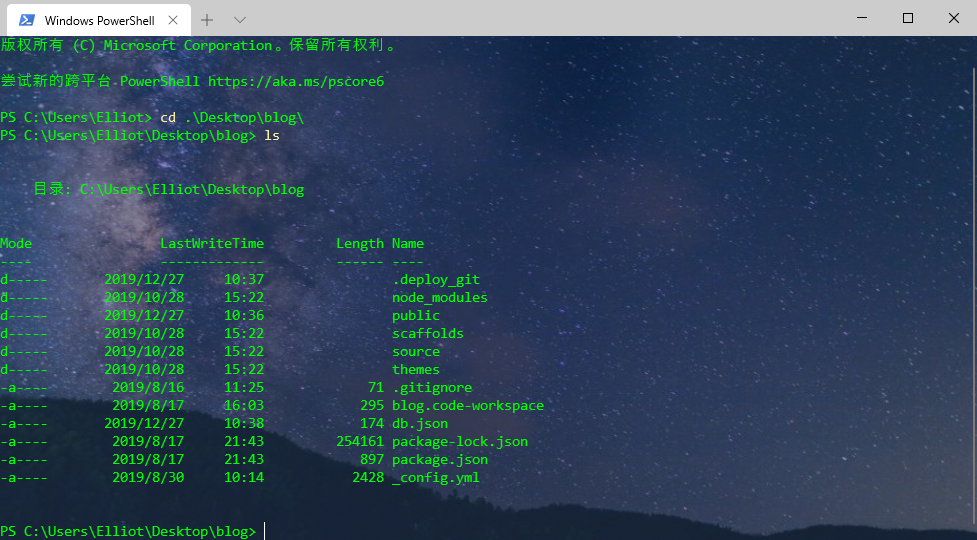 Windows PowerShell
版权所有 (C) Microsoft Corporation。保留所有权利。
尝试新的跨平台 PowerShell https://aka.ms/pscore6
PS C:\Users\Elliot> cd .\Desktop\blog\
PS C:\Users\Elliot\Desktop\blog> ls
目录: C:\Users\Elliot\Desktop\blog
Mode LastWriteTime Length Name
---- ------------- ------ ----
d----- 2019/12/27 10:37 .deploy_git
d----- 2019/10/28 15:22 node_modules
d----- 2019/12/27 10:36 public
d----- 2019/10/28 15:22 scaffolds
d----- 2019/10/28 15:22 source
d----- 2019/10/28 15:22 themes
-a---- 2019/8/16 11:25 71 .gitignore
-a---- 2019/8/17 16:03 295 blog.code-workspace
-a---- 2019/12/27 10:38 174 db.json
-a---- 2019/8/17 21:43 254161 package-lock.json
-a---- 2019/8/17 21:43 897 package.json
-a---- 2019/8/30 10:14 2428 _config.yml
PS C:\Users\Elliot\Desktop\blog>